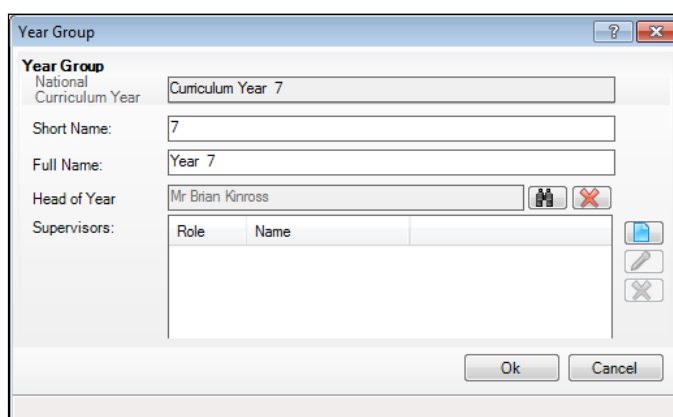 Year Group
Year Group
National
Curriculum Year
Curriculum Year 7
Short Name:
7
Full Name:
Year 7
Head of Year
Mr Brian Kinross
Supervisors:
Role Name
Ok Cancel